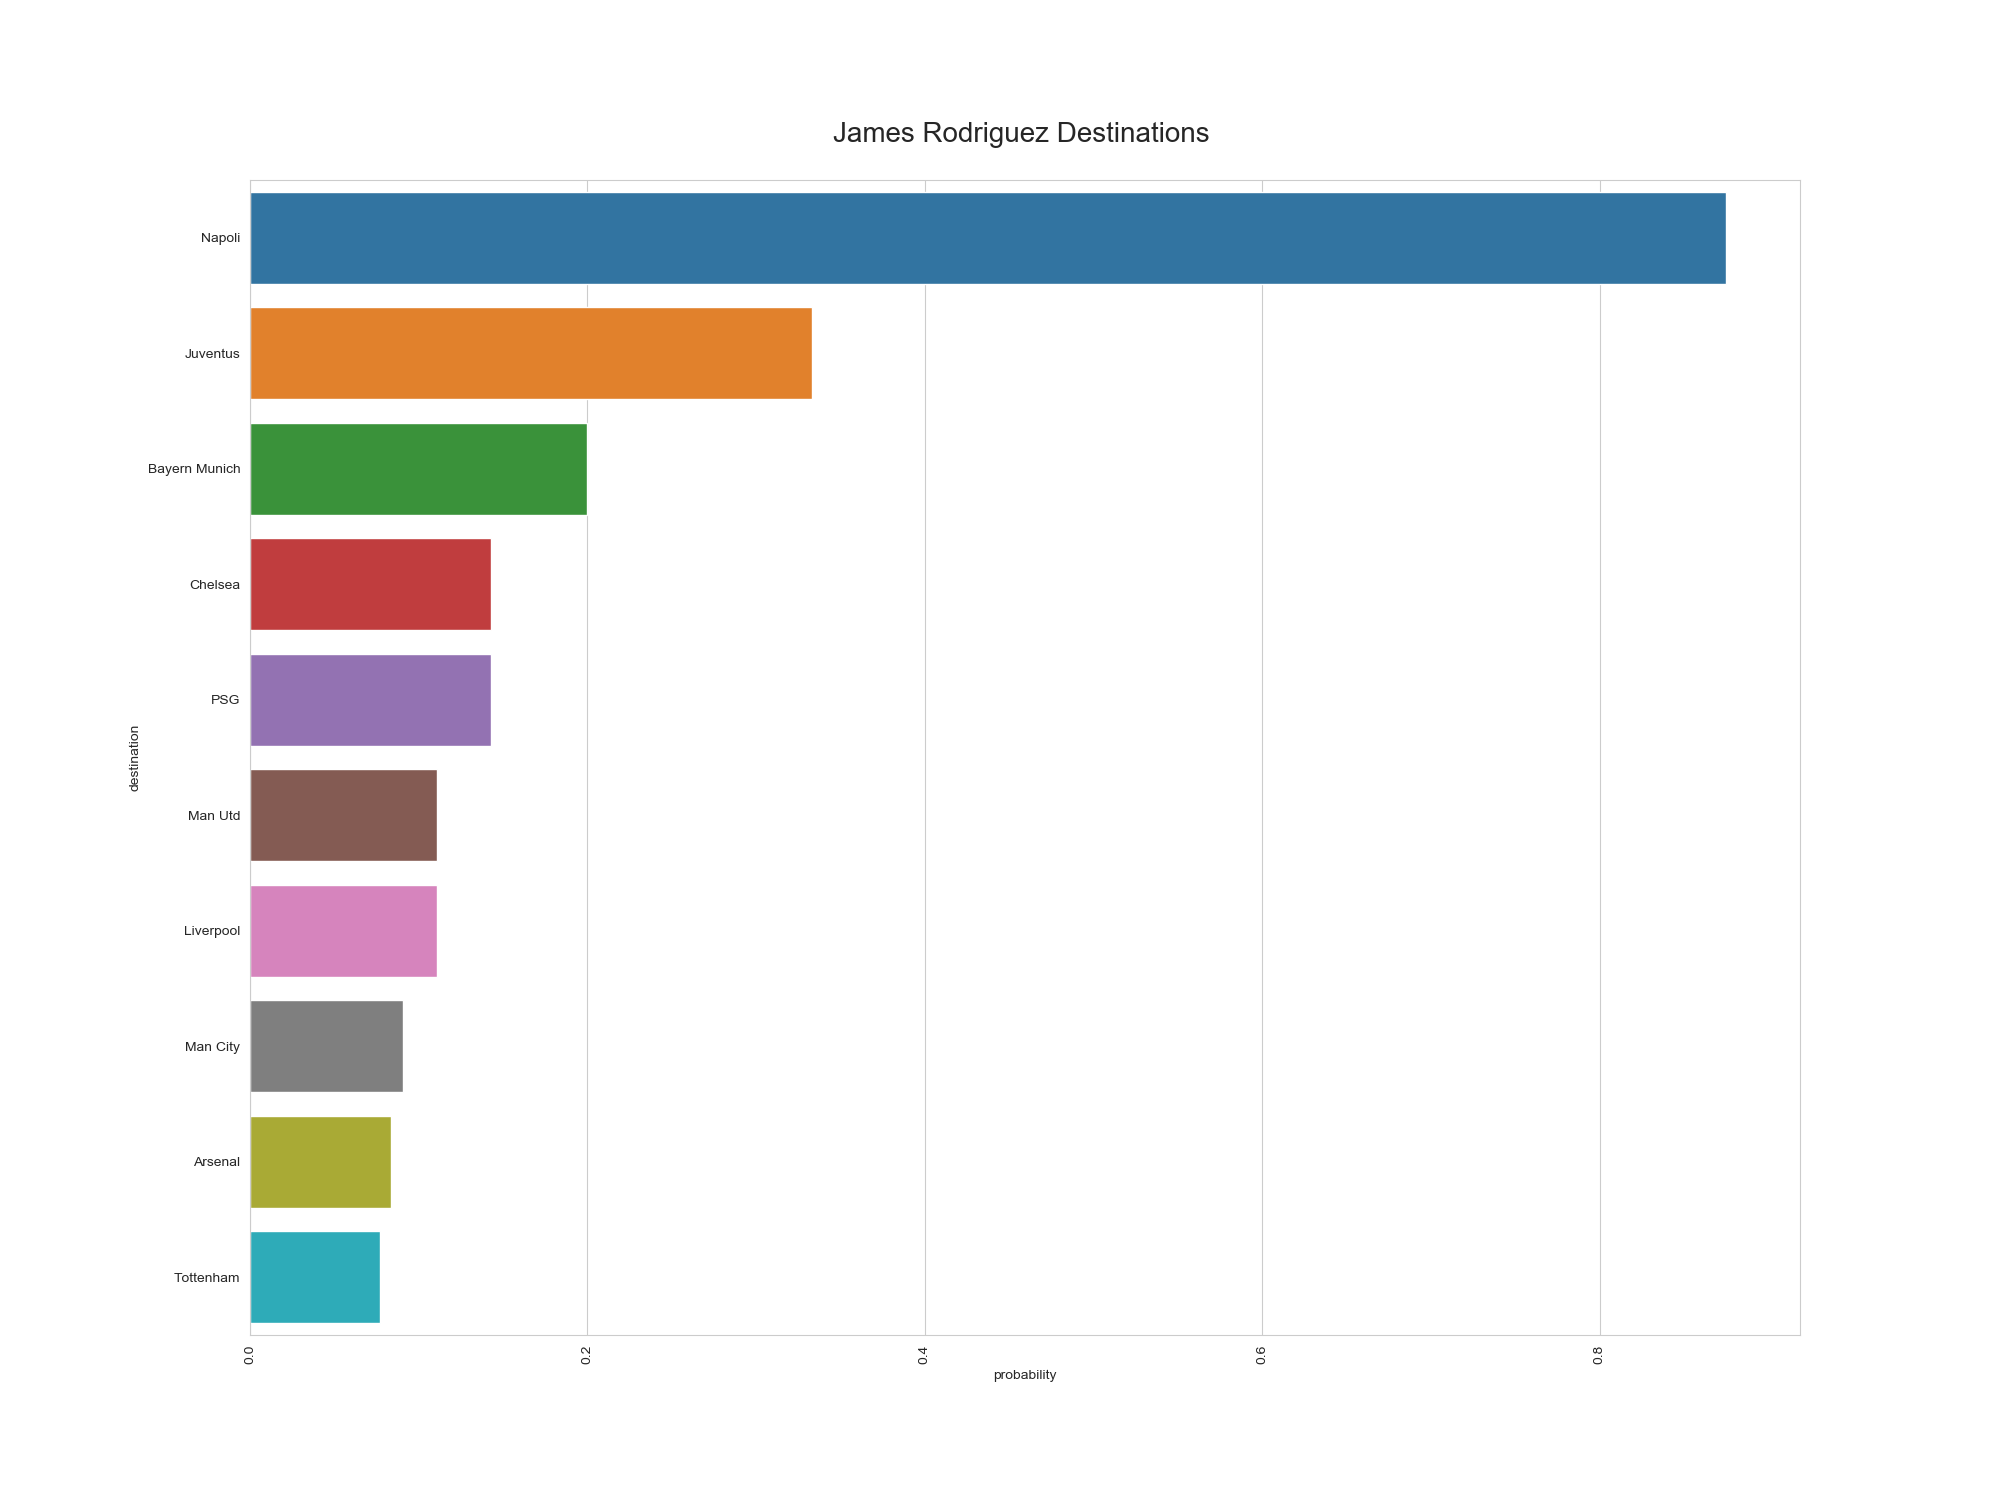 James Rodriguez Destinations
Napoli
Juventus
Bayern Munich
Chelsea
PSG
Man Utd
Liverpool
Man City
Arsenal
Tottenham
destination
0.0
0.2
0.4
0.6
0.8
probability